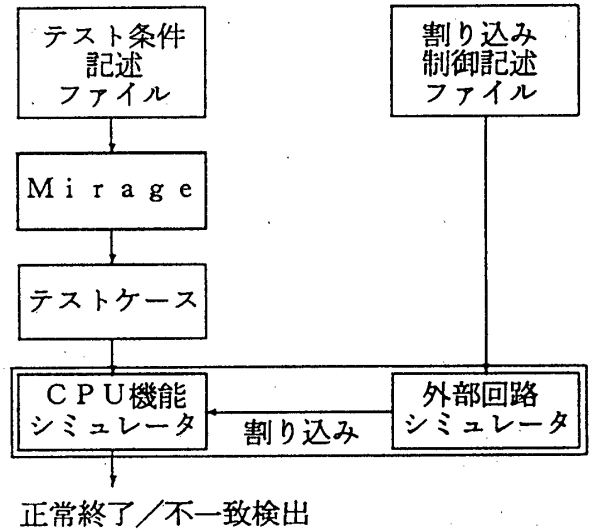 テスト条件
記述
ファイル
割り込み
制御記述
ファイル
Mirage
テストケース
CPU機能
シミュレータ
割り込み
外部回路
シミュレータ
正常終了／不一致検出